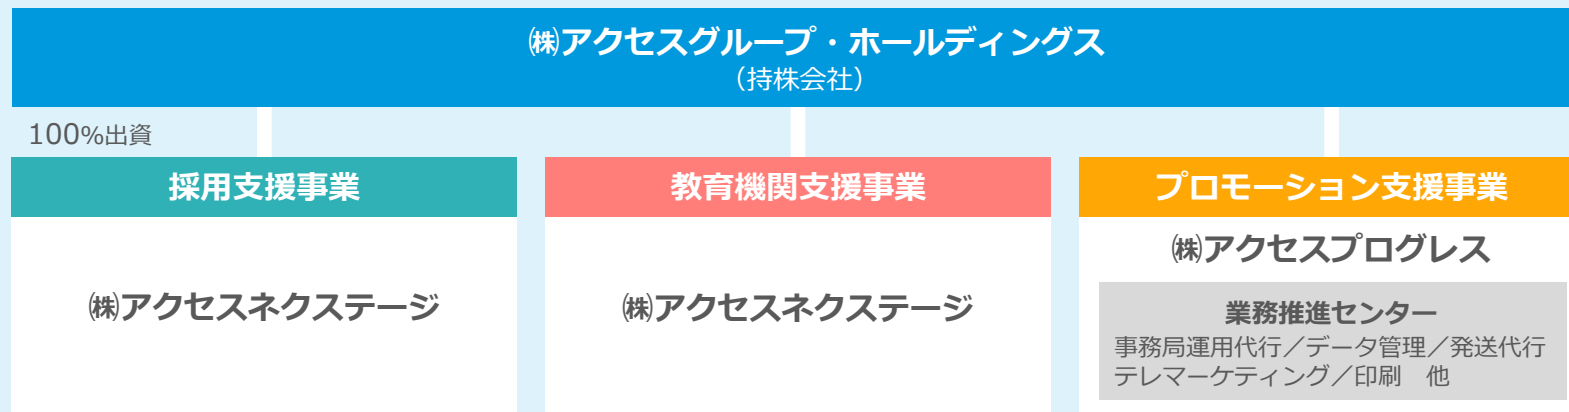 ㈱アクセスグループ・ホールディングス
（持株会社）
100%出資
採用支援事業
㈱アクセスネクステージ
教育機関支援事業
㈱アクセスネクステージ
プロモーション支援事業
㈱アクセスプログレス
業務推進センター
事務局運用代行／データ管理／発送代行
テレマーケティング／印刷　他